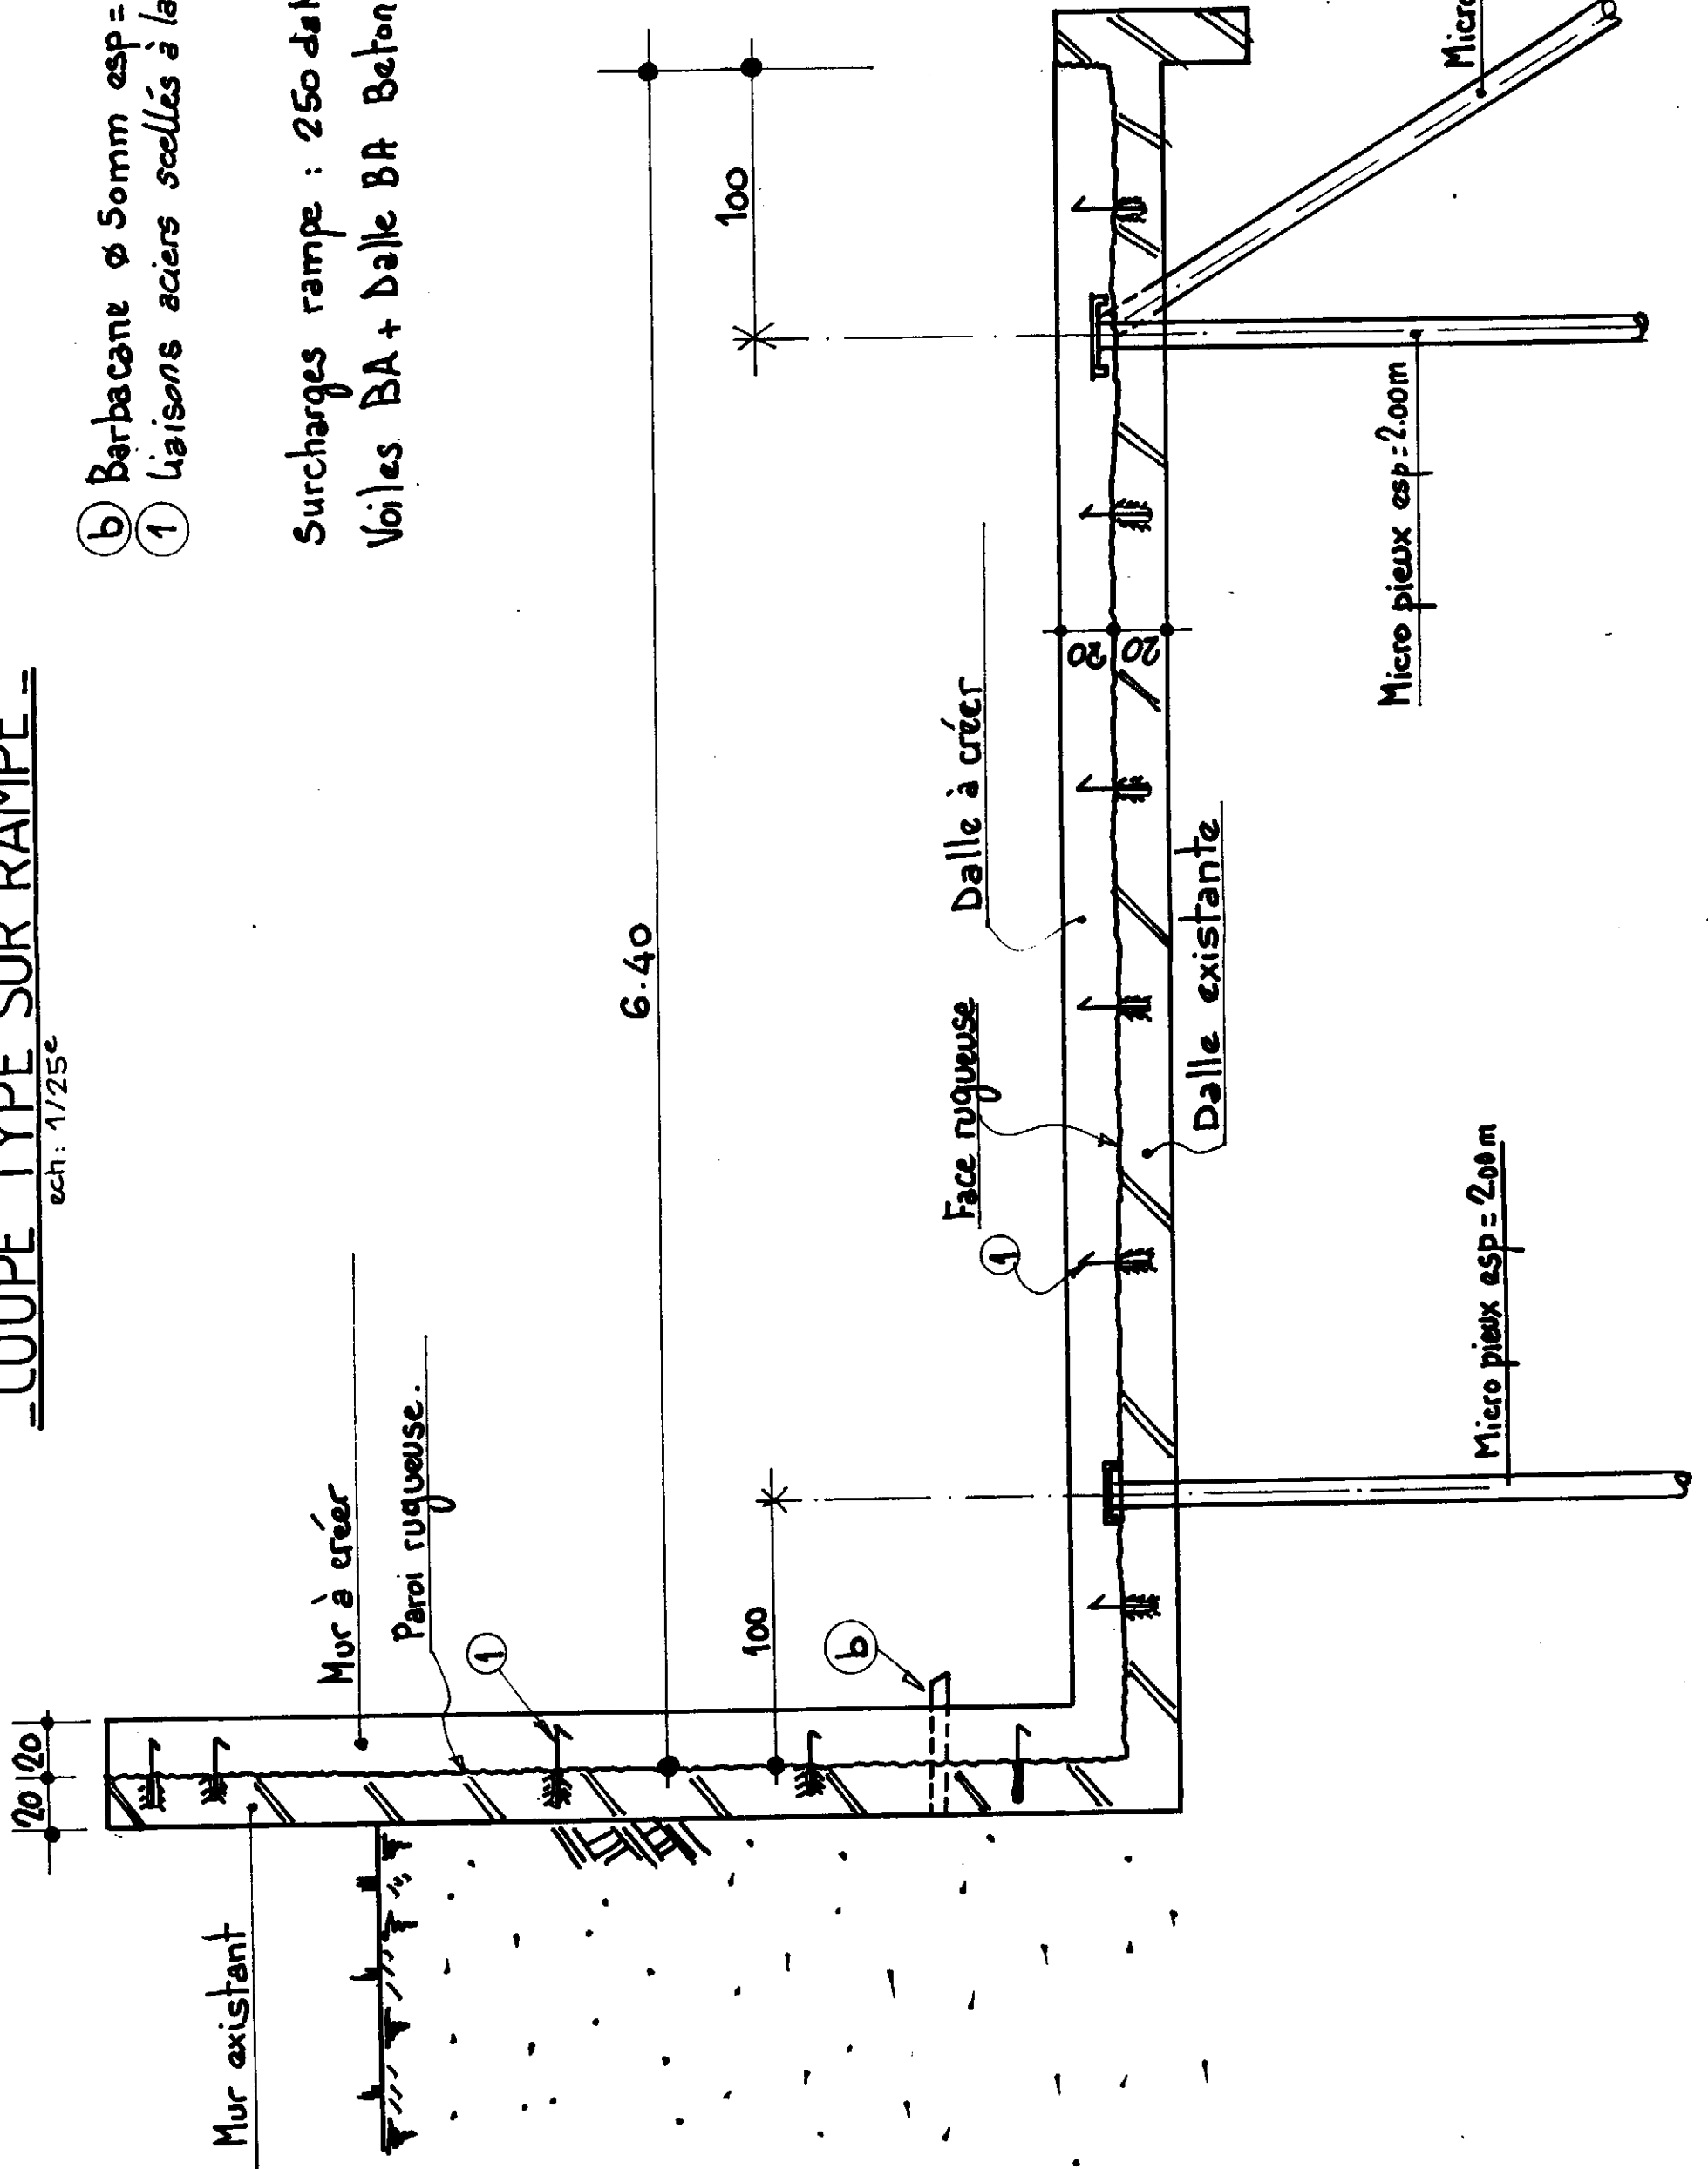 - COUPE TYPE SUR RAMPE -
ech: 1/25e
b Barbacane ø 50mm esp =
1 liaisons aciers scellés à la
Surcharges rampe : 250 daN
Voiles BA + Dalle BA Beton
20 20
Mur existant
Mur à créer
Paroi rugueuse.
1
6.40
100
100
b
Face rugueuse
1
Dalle à créer
20
20
Dalle existante
Micro pieux esp = 2.00m
Micro pieux esp = 2.00m
Micro